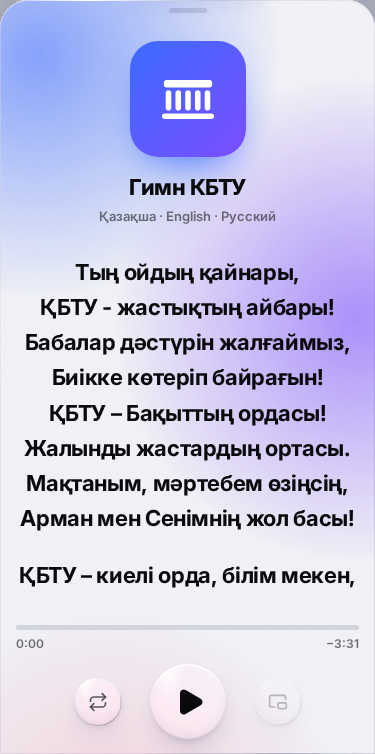 Гимн КБТУ
Қазақша · English · Русский
Тың ойдың қайнары,
ҚБТУ - жастықтың айбары!
Бабалар дәстүрін жалғаймыз,
Биікке көтеріп байрағын!
ҚБТУ – Бақыттың ордасы!
Жалынды жастардың ортасы.
Мақтаным, мәртебем өзіңсің,
Арман мен Сенімнің жол басы!
ҚБТУ – киелі орда, білім мекен,
0:00 −3:31